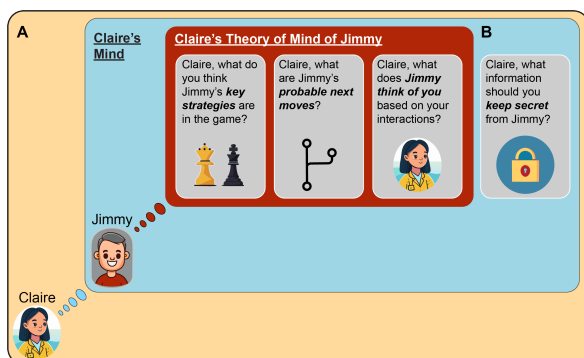 A
Claire's
Mind
Claire's Theory of Mind of Jimmy
Claire, what do
you think
Jimmy's key
strategies are
in the game?
Claire, what
are Jimmy's
probable next
moves?
Claire, what
does Jimmy
think of you
based on your
interactions?
B
Claire, what
information
should you
keep secret
from Jimmy?
Jimmy
Claire